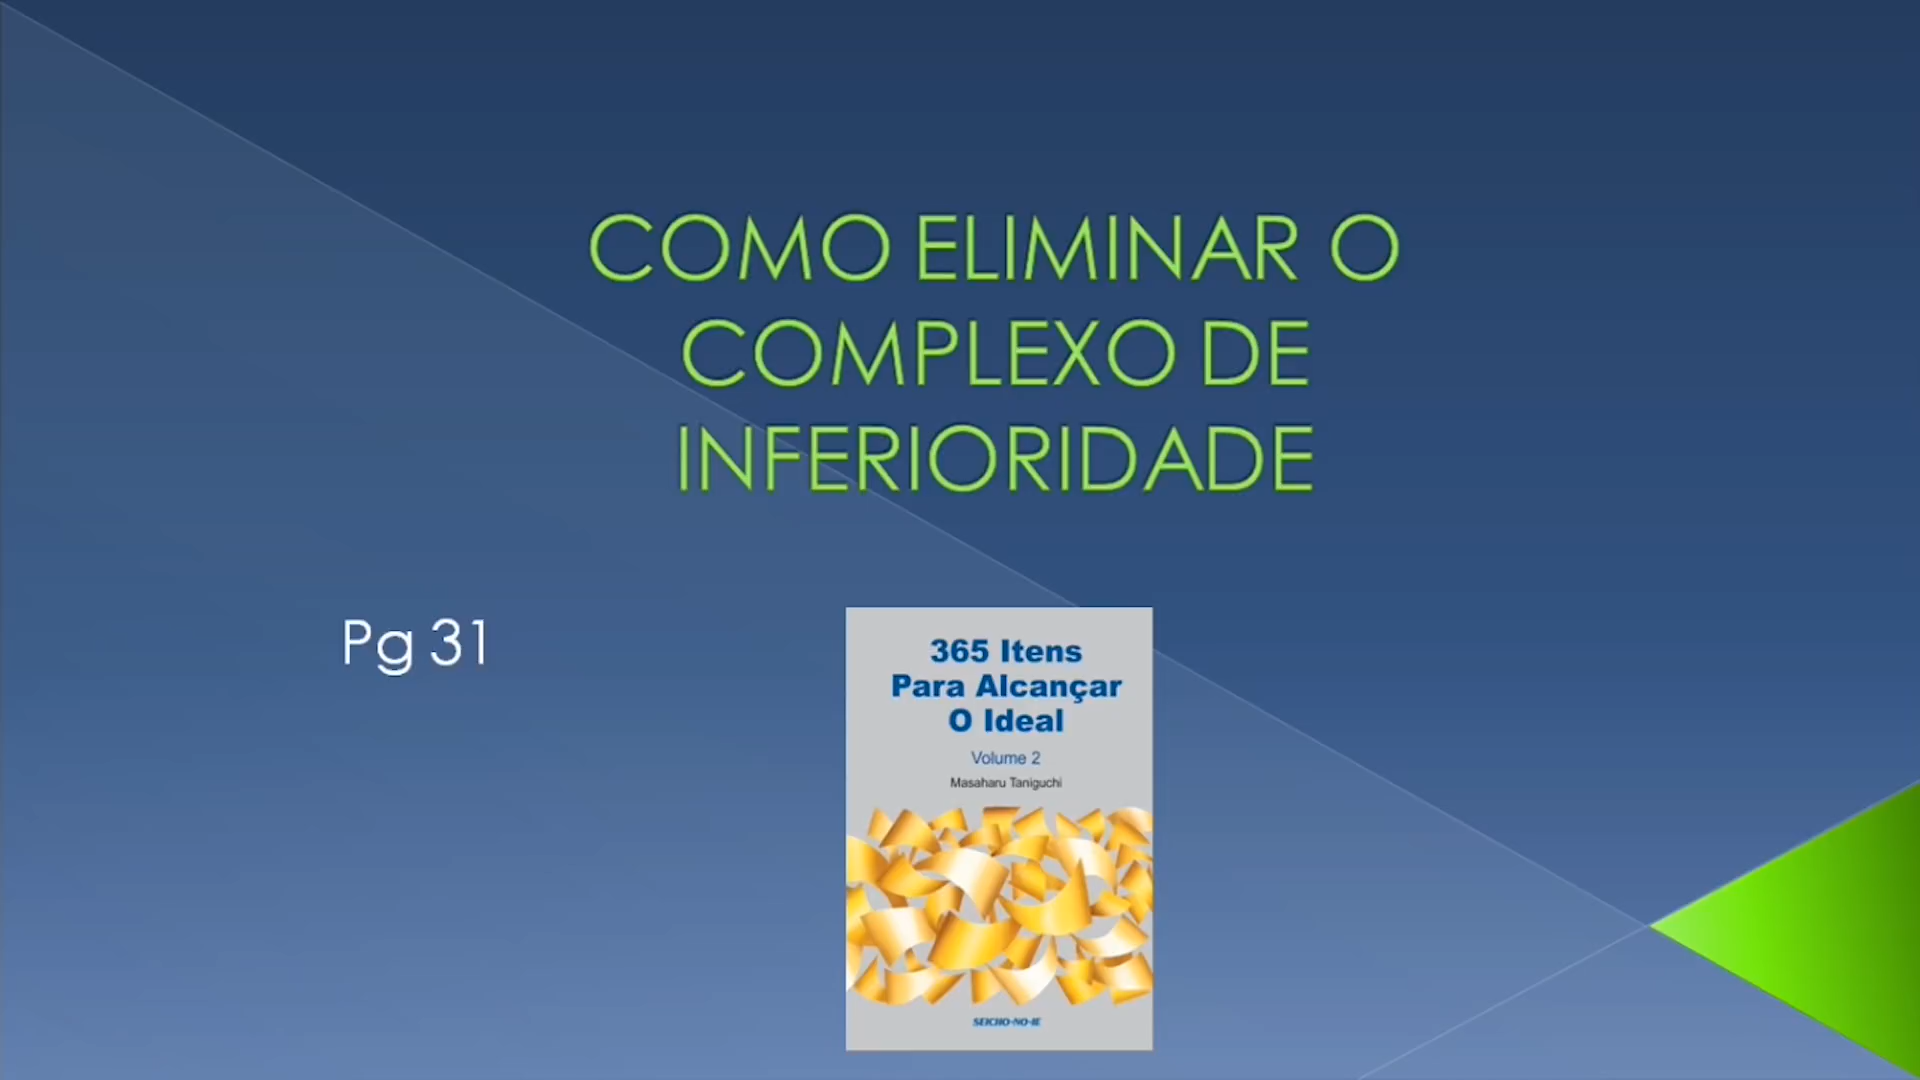 COMO ELIMINAR O
COMPLEXO DE
INFERIORIDADE
Pg 31
365 Itens
Para Alcançar
O Ideal
Volume 2
Masaharu Taniguchi
SEICHO-NO-IE